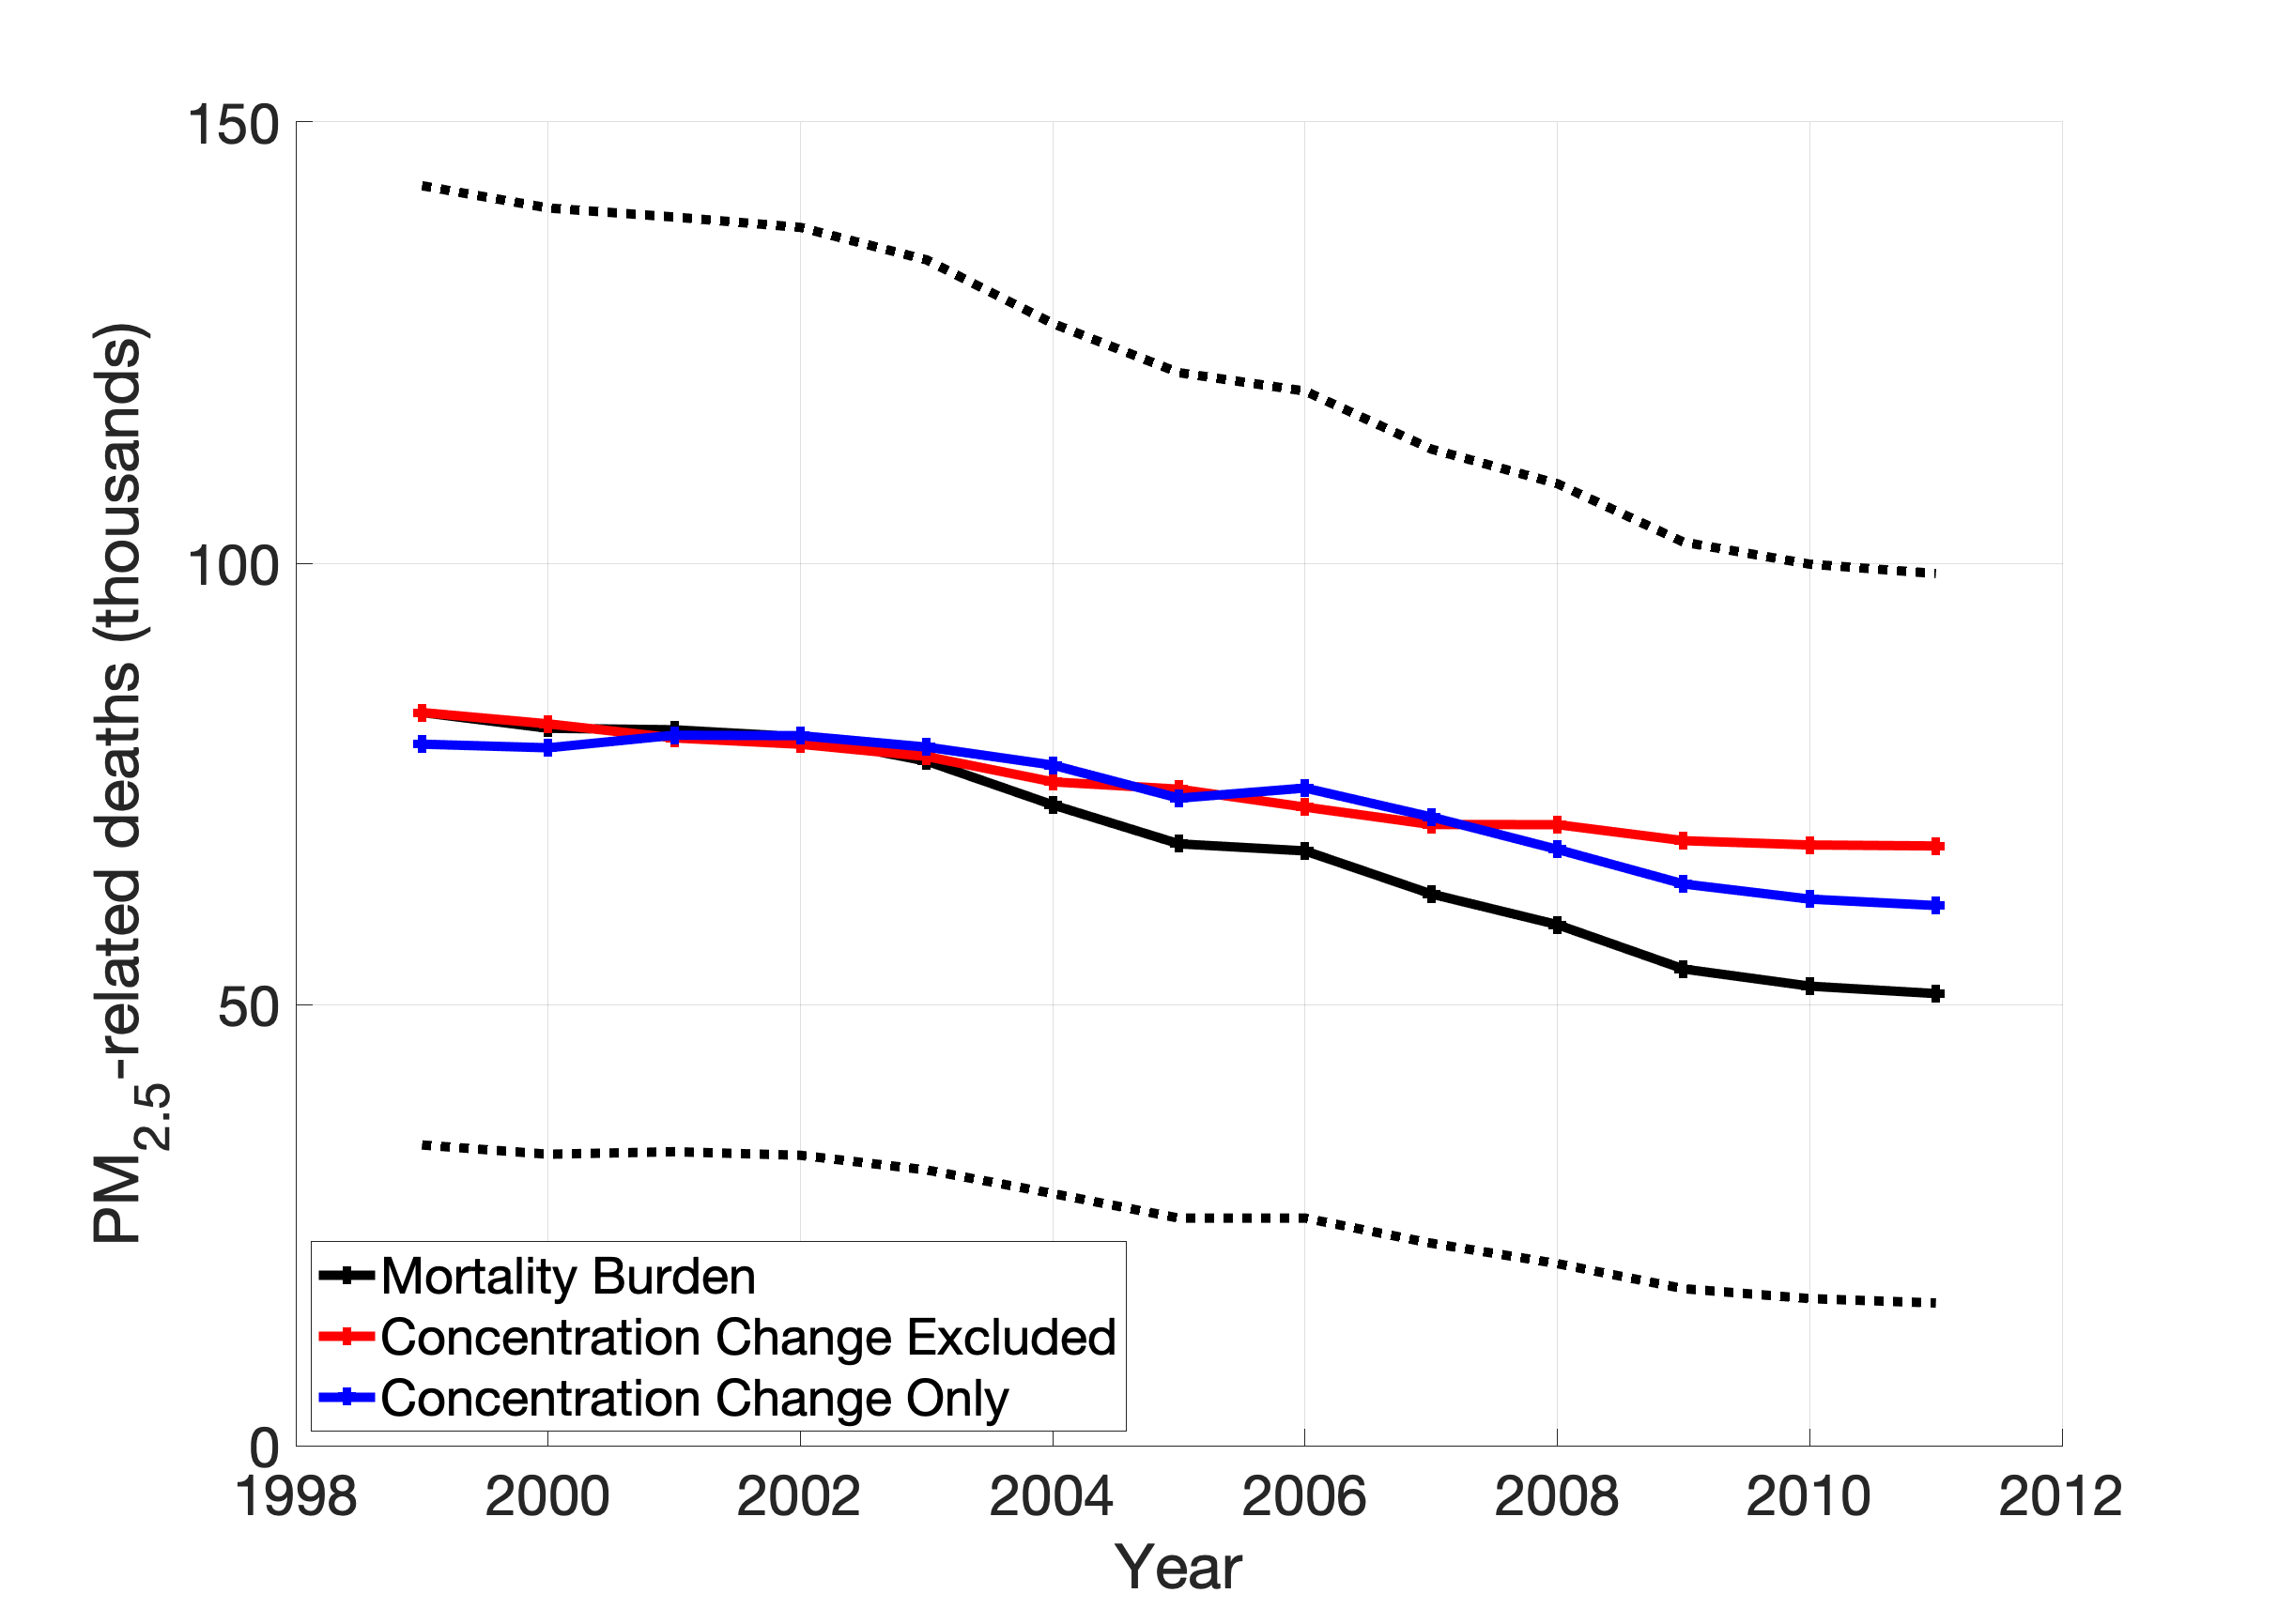 150
100
50
0
PM2.5-related deaths (thousands)
Mortality Burden
Concentration Change Excluded
Concentration Change Only
1998 2000 2002 2004 2006 2008 2010 2012
Year